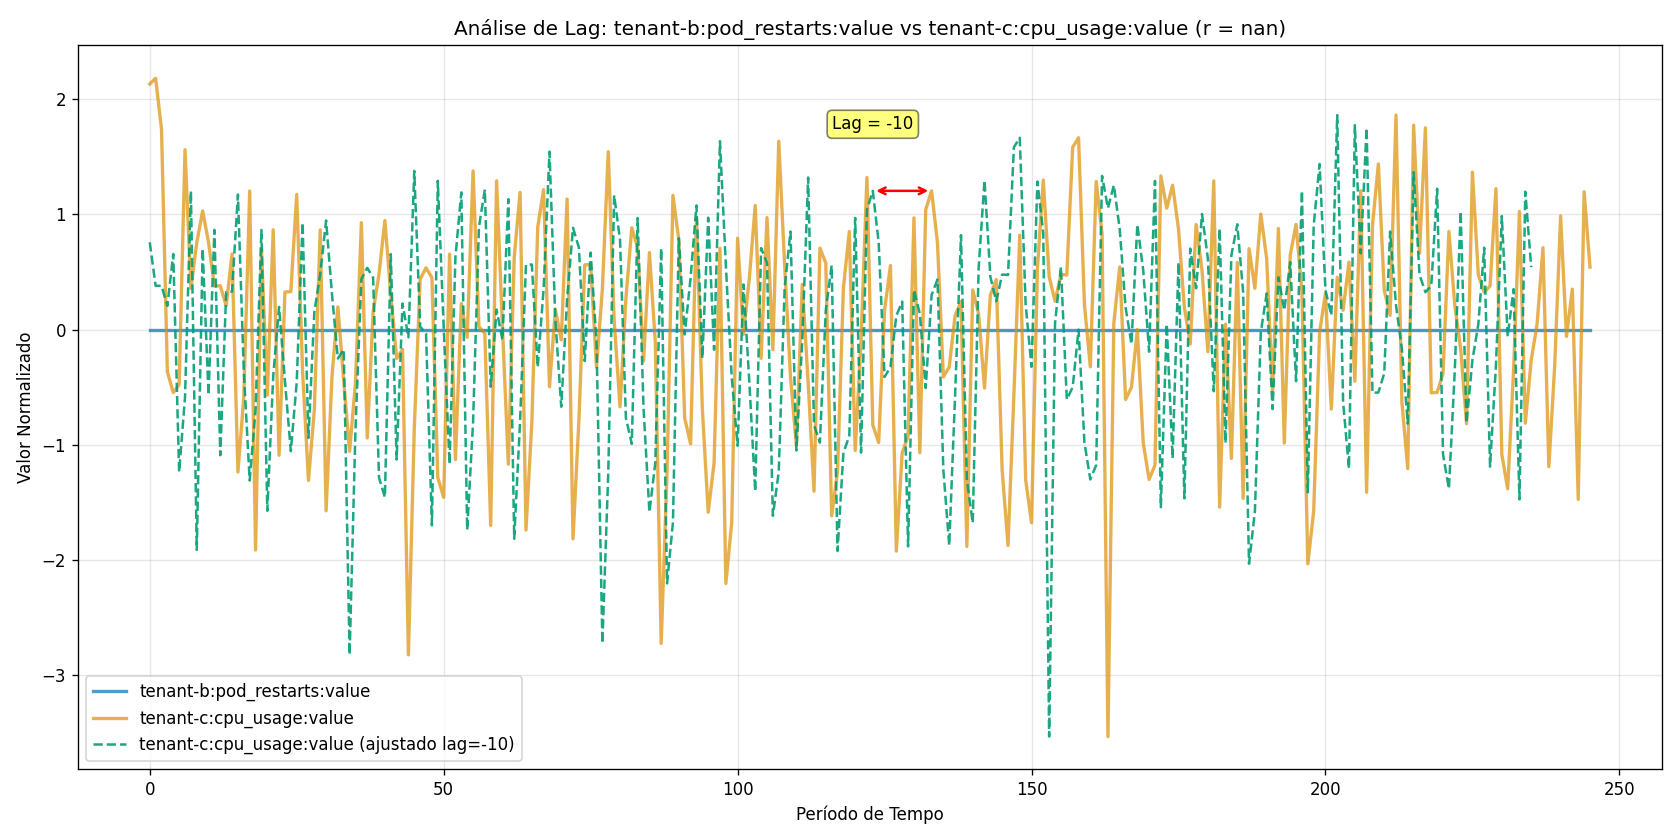 Análise de Lag: tenant-b:pod_restarts:value vs tenant-c:cpu_usage:value (r = nan)
Lag = -10
Valor Normalizado
2
1
0
−1
−2
−3
tenant-b:pod_restarts:value
tenant-c:cpu_usage:value
tenant-c:cpu_usage:value (ajustado lag=-10)
0 50 100 150 200 250
Período de Tempo